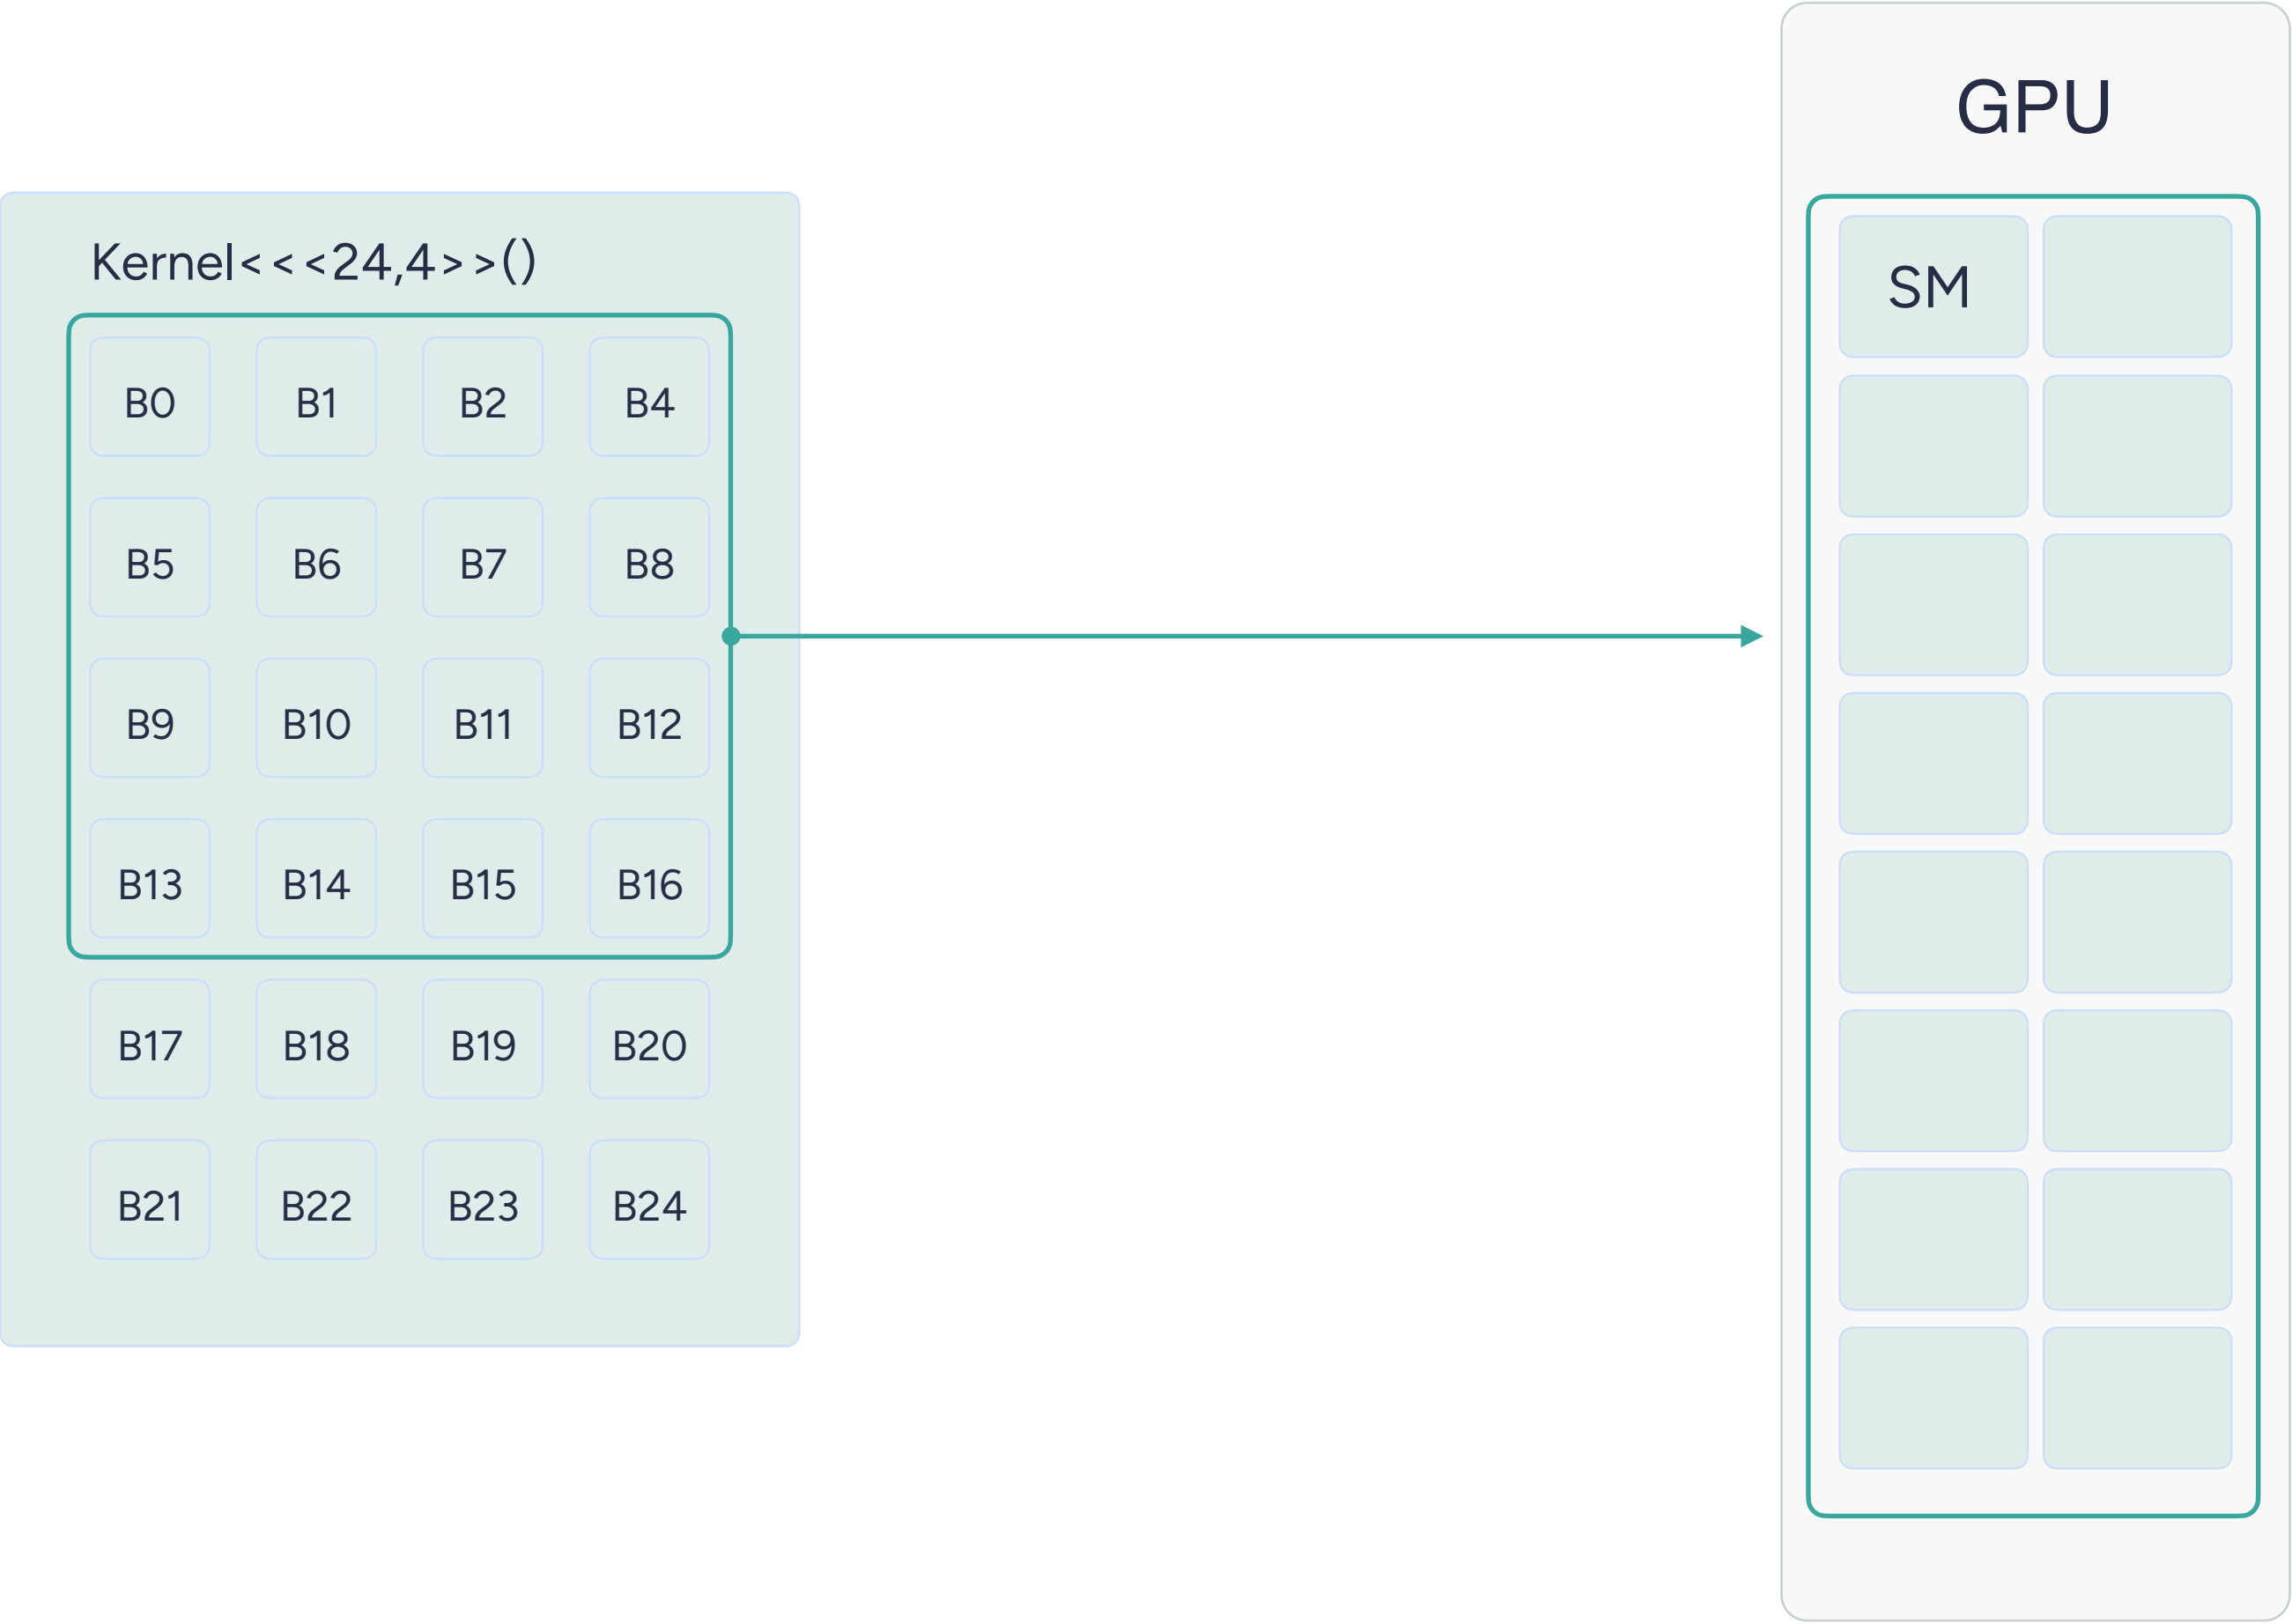 GPU
Kernel<<<24,4>>()
SM
B0 B1 B2 B4
B5 B6 B7 B8
B9 B10 B11 B12
B13 B14 B15 B16
B17 B18 B19 B20
B21 B22 B23 B24